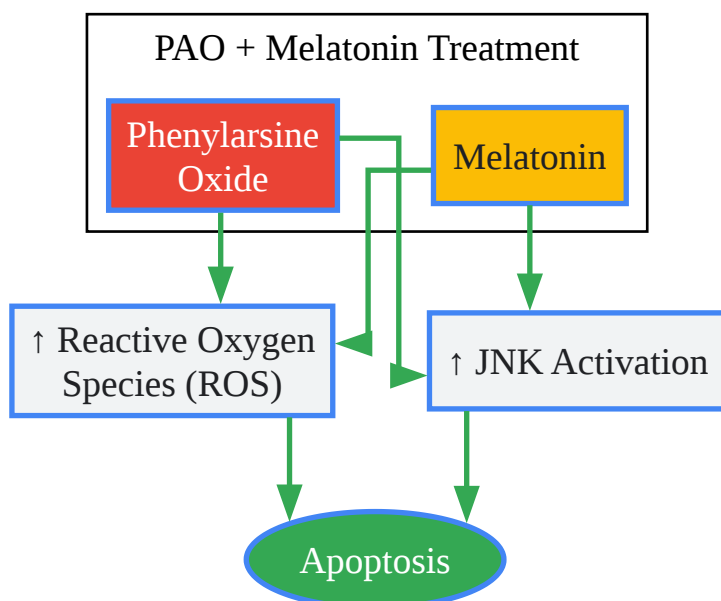 PAO + Melatonin Treatment
Phenylarsine
Oxide
Melatonin
↑ Reactive Oxygen
Species (ROS)
↑ JNK Activation
Apoptosis